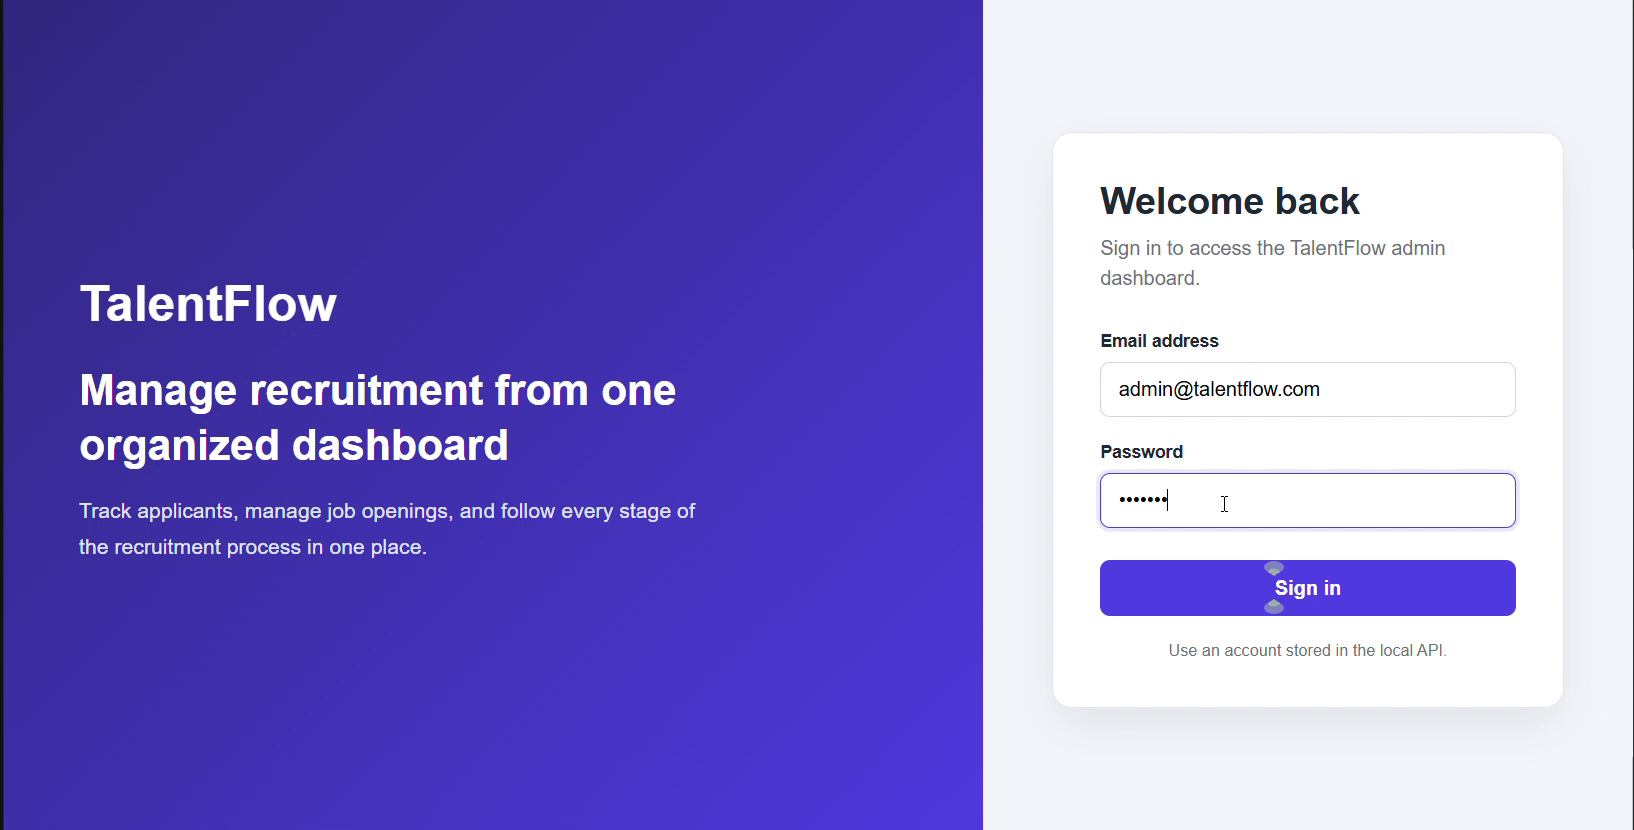 TalentFlow
Manage recruitment from one
organized dashboard
Track applicants, manage job openings, and follow every stage of
the recruitment process in one place.
Welcome back
Sign in to access the TalentFlow admin
dashboard.
Email address
admin@talentflow.com
Password
•••••••
Sign in
Use an account stored in the local API.